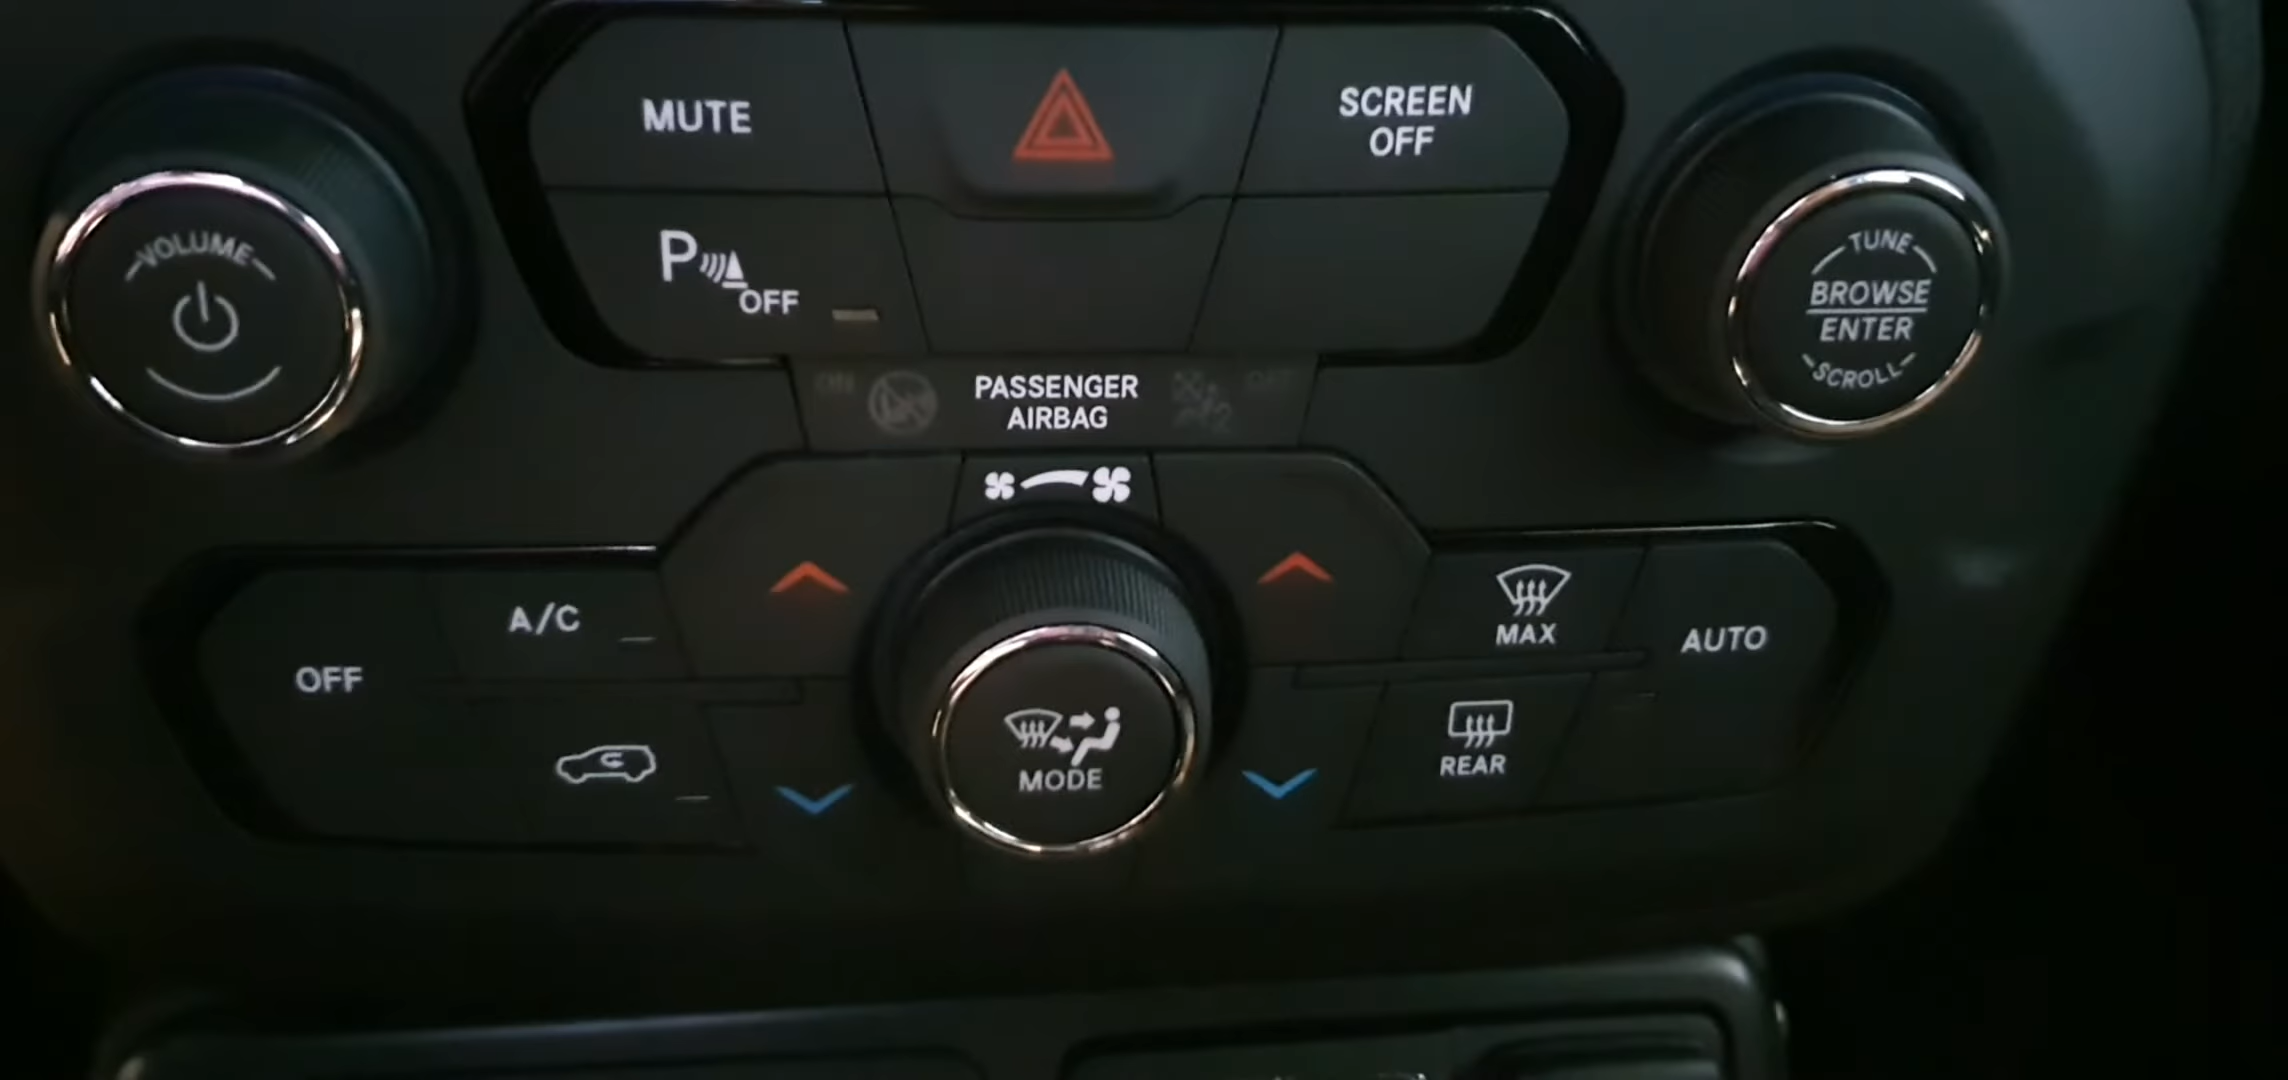 MUTE
SCREEN
OFF
VOLUME
P
OFF
TUNE
BROWSE
ENTER
SCROLL
PASSENGER
AIRBAG
A/C
OFF
MAX
AUTO
REAR
MODE